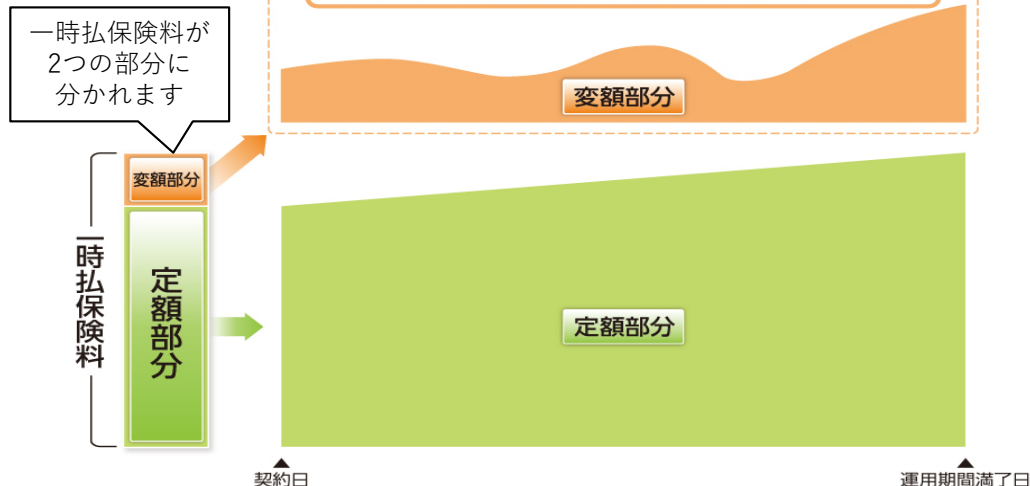 一時払保険料が
2つの部分に
分かれます
変額部分
変額部分
一時払保険料
定額部分
定額部分
契約日
運用期間満了日